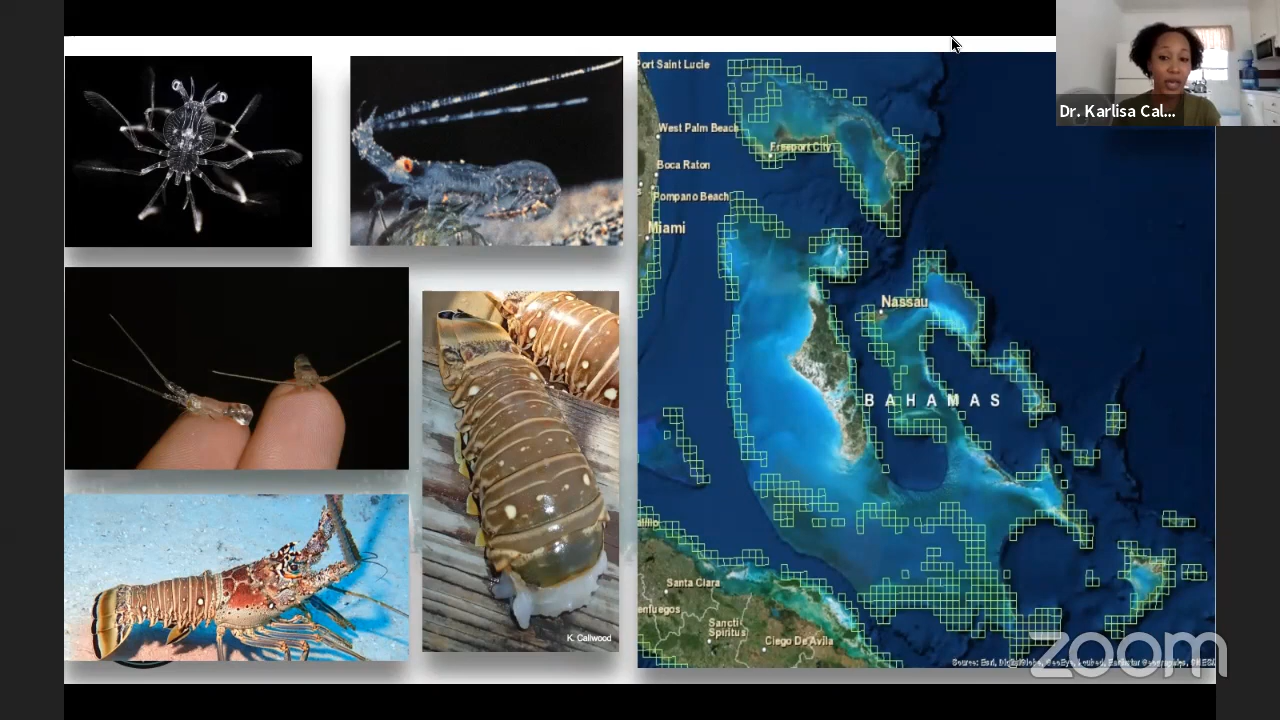 Dr. Karlisa Cal...
Port Saint Lucie
West Palm Beach
Freeport City
Boca Raton
Pompano Beach
Miami
Nassau
BAHAMAS
Santa Clara
enfuegos
Sancti
Spiritus
Ciego De Avila
K. Callwood
zoom